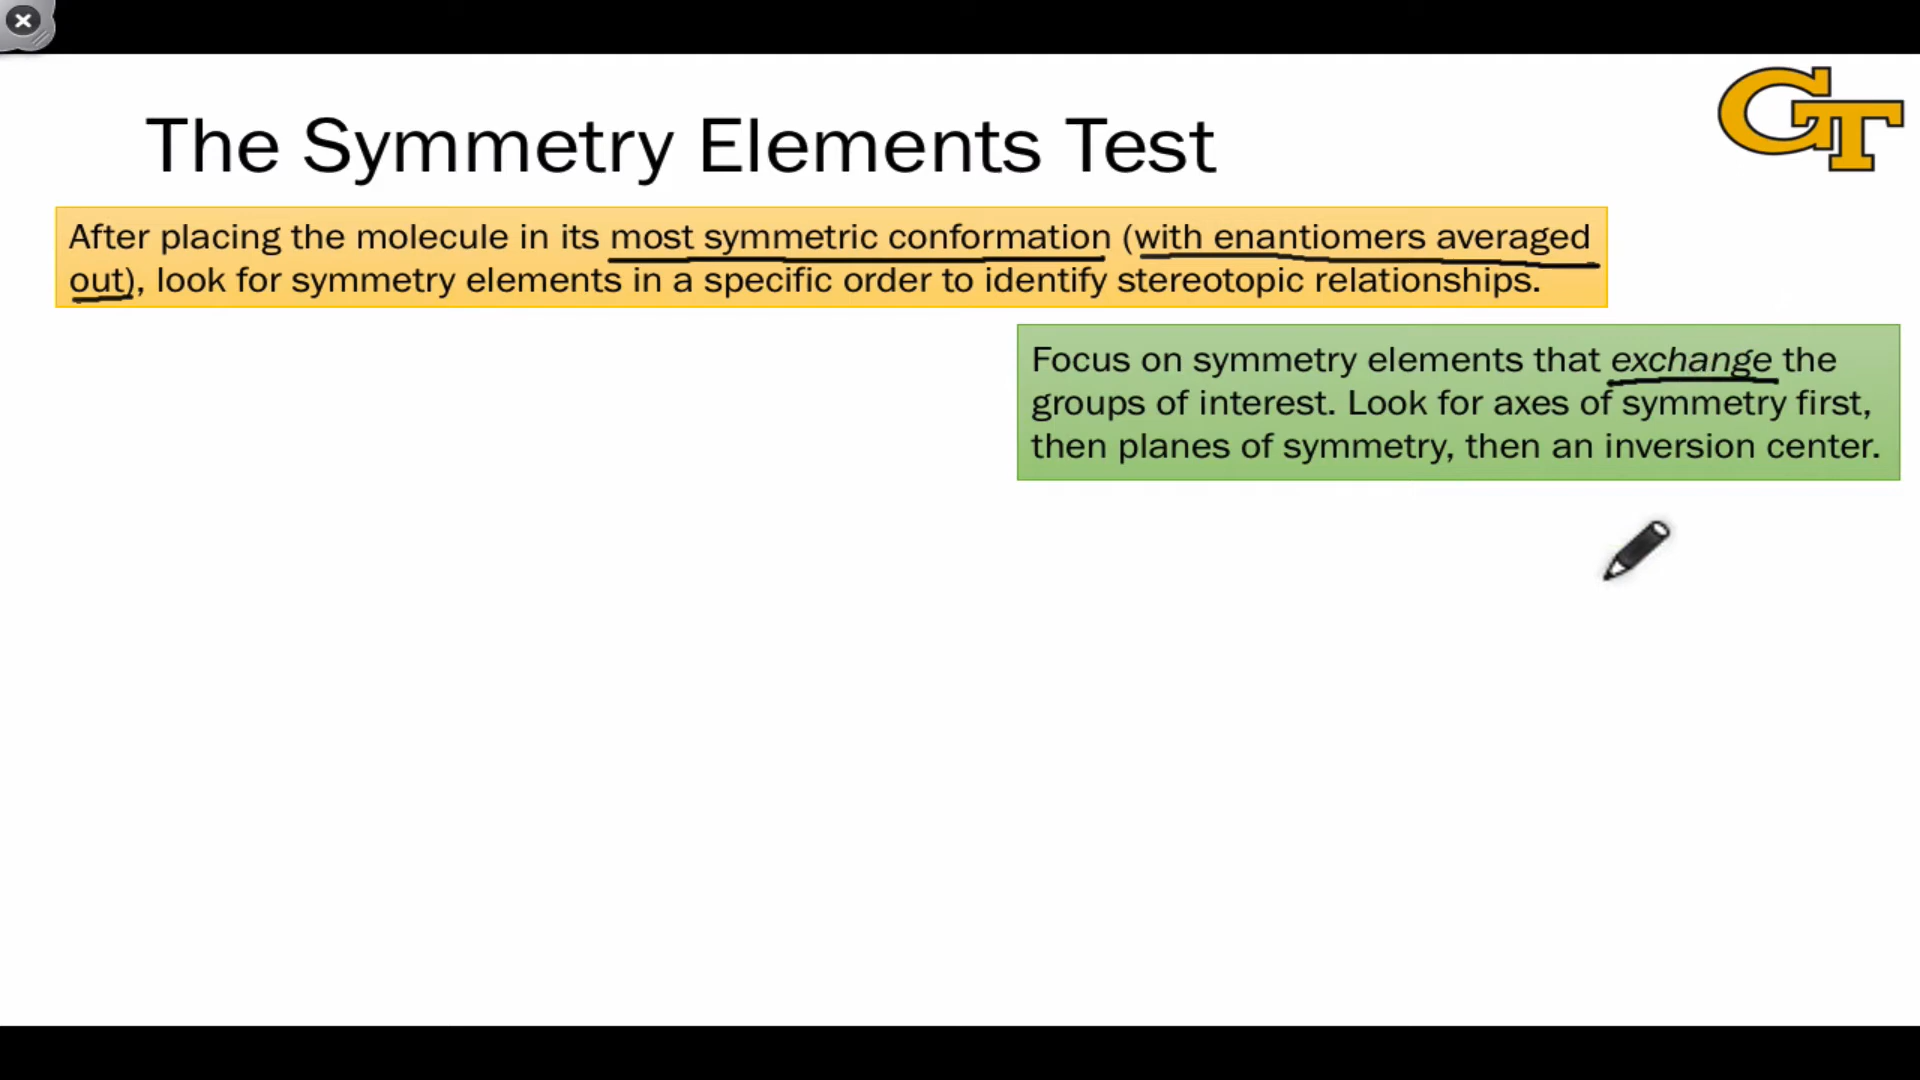 GT
The Symmetry Elements Test
After placing the molecule in its most symmetric conformation (with enantiomers averaged
out), look for symmetry elements in a specific order to identify stereotopic relationships.
Focus on symmetry elements that exchange the
groups of interest. Look for axes of symmetry first,
then planes of symmetry, then an inversion center.